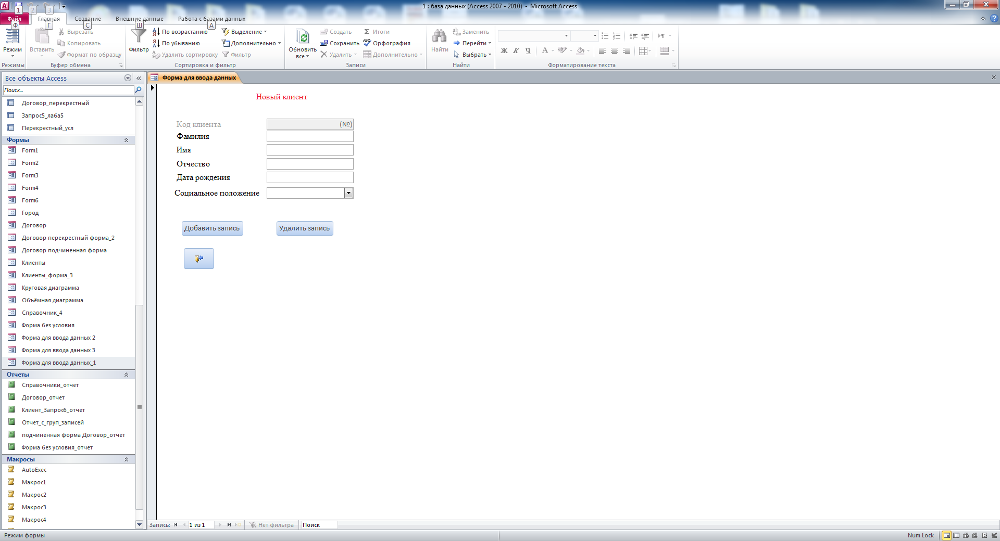 1 : база данных (Access 2007 - 2010) - Microsoft Access
1 2 3
Файл Главная Создание Внешние данные Работа с базами данных
Ф Г С Ш А
Режим
Режимы
Вставить
Вырезать
Копировать
Формат по образцу
Буфер обмена
Фильтр
По возрастанию
По убыванию
Удалить сортировку
Выделение
Дополнительно
Фильтр
Сортировка и фильтр
Обновить
все
Создать
Сохранить
Удалить
Итоги
Орфография
Дополнительно
Записи
Найти
Заменить
Перейти
Выбрать
Найти
Ж К Ч А
Форматирование текста
Все объекты Access
Поиск...
Договор_перекрестный
Запрос5_лаба5
Перекрестный_усл
Формы
Form1
Form2
Form3
Form4
Form6
Город
Договор
Договор перекрестный форма_2
Договор подчиненная форма
Клиенты
Клиенты_форма_3
Круговая диаграмма
Объёмная диаграмма
Справочник_4
Форма без условия
Форма для ввода данных 2
Форма для ввода данных 3
Форма для ввода данных_1
Отчеты
Справочники_отчет
Договор_отчет
Клиент_Запрос6_отчет
Отчет_с_груп_записей
подчиненная форма Договор_отчет
Форма без условия_отчет
Макросы
AutoExec
Макрос1
Макрос2
Макрос3
Макрос4
Форма для ввода данных
Новый клиент
Код клиента (№)
Фамилия
Имя
Отчество
Дата рождения
Социальное положение
Добавить запись Удалить запись
Запись: 1 из 1 Нет фильтра Поиск
Режим формы Num Lock